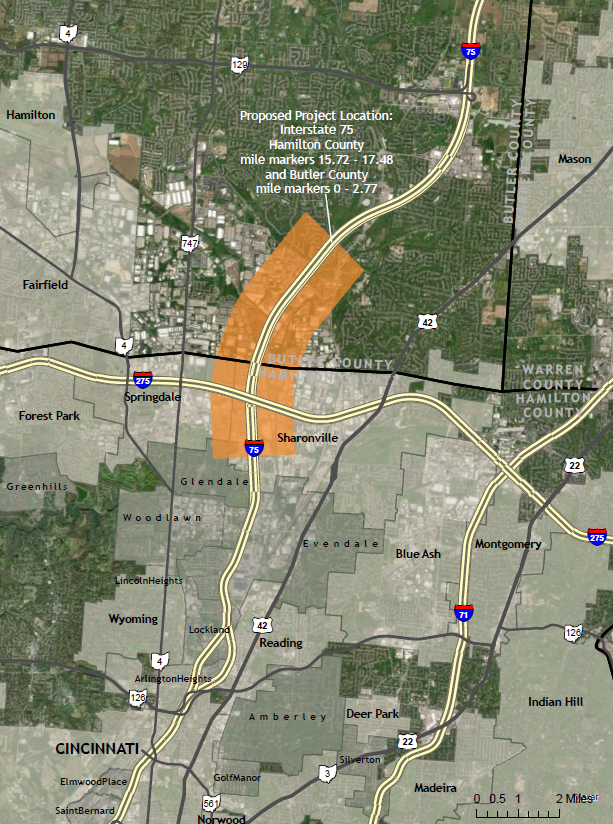 4
75
129
Proposed Project Location:
Interstate 75
Hamilton County
mile markers 15.72 - 17.48
and Butler County
mile markers 0 - 2.77
Hamilton
BUTLER COUNTY
COUNTY
Mason
747
Fairfield
42
4
BUTLER COUNTY
WARREN
COUNTY
HAMILTON
COUNTY
275
Springdale
Forest Park
Sharonville
75
22
Greenhills
Glendale
Woodlawn
Evendale
Blue Ash
Montgomery
275
LincolnHeights
Wyoming
71
Lockland
42
126
Reading
4
ArlingtonHeights
126
Indian Hill
Amberley
Deer Park
CINCINNATI
22
Silverton
ElmwoodPlace
GolfManor
3
Madeira
561
SaintBernard
Norwood
0 0.5 1 2 Miles